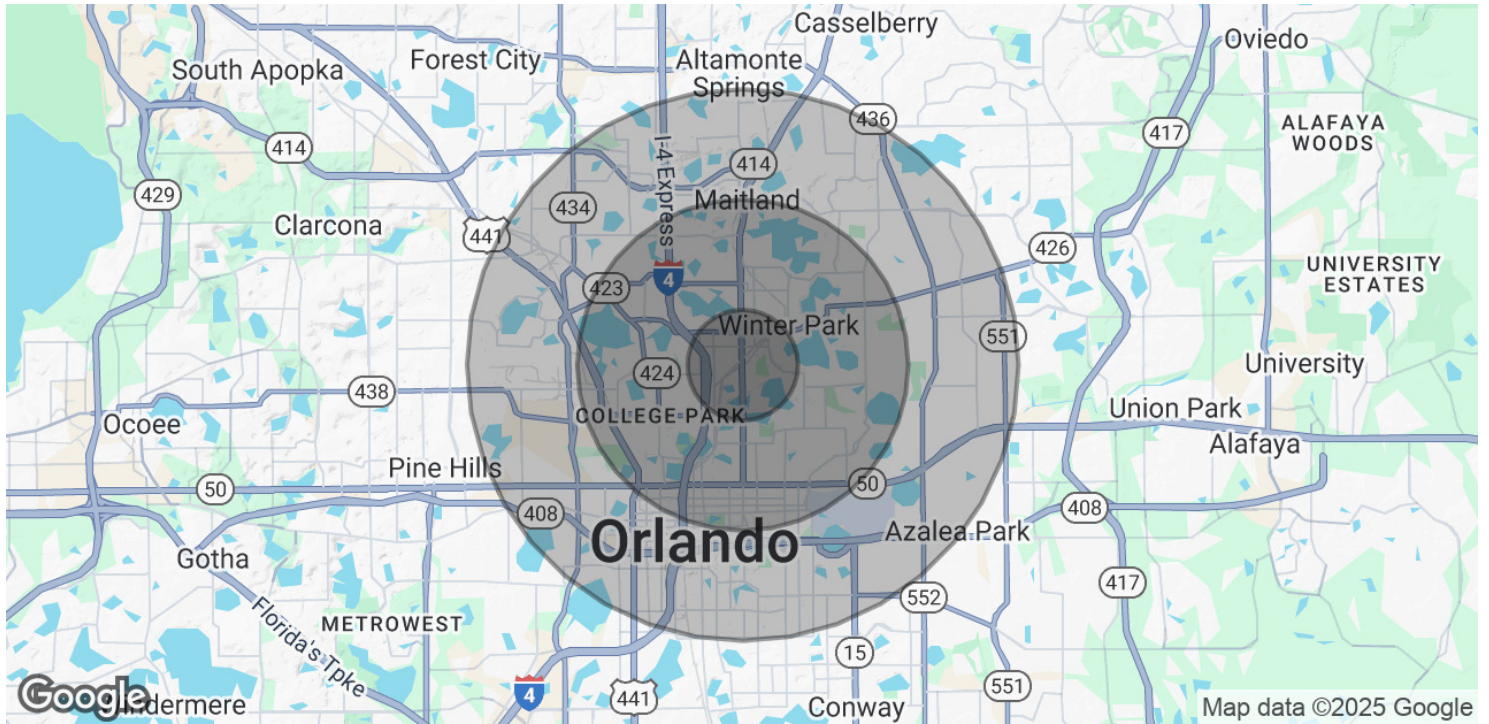 Casselberry
Oviedo
Forest City
Altamonte
Springs
South Apopka
436
417
ALAFAYA
WOODS
414
I-4 Express
414
429
Maitland
434
Clarcona
441
426
UNIVERSITY
ESTATES
4
423
Winter Park
551
University
424
438
Union Park
COLLEGE PARK
Ocoee
Alafaya
Pine Hills
50
50
408
408
Orlando
Azalea Park
Gotha
417
552
Florida's Tpke
METROWEST
15
551
4
441
Google
Conway
Map data ©2025 Google